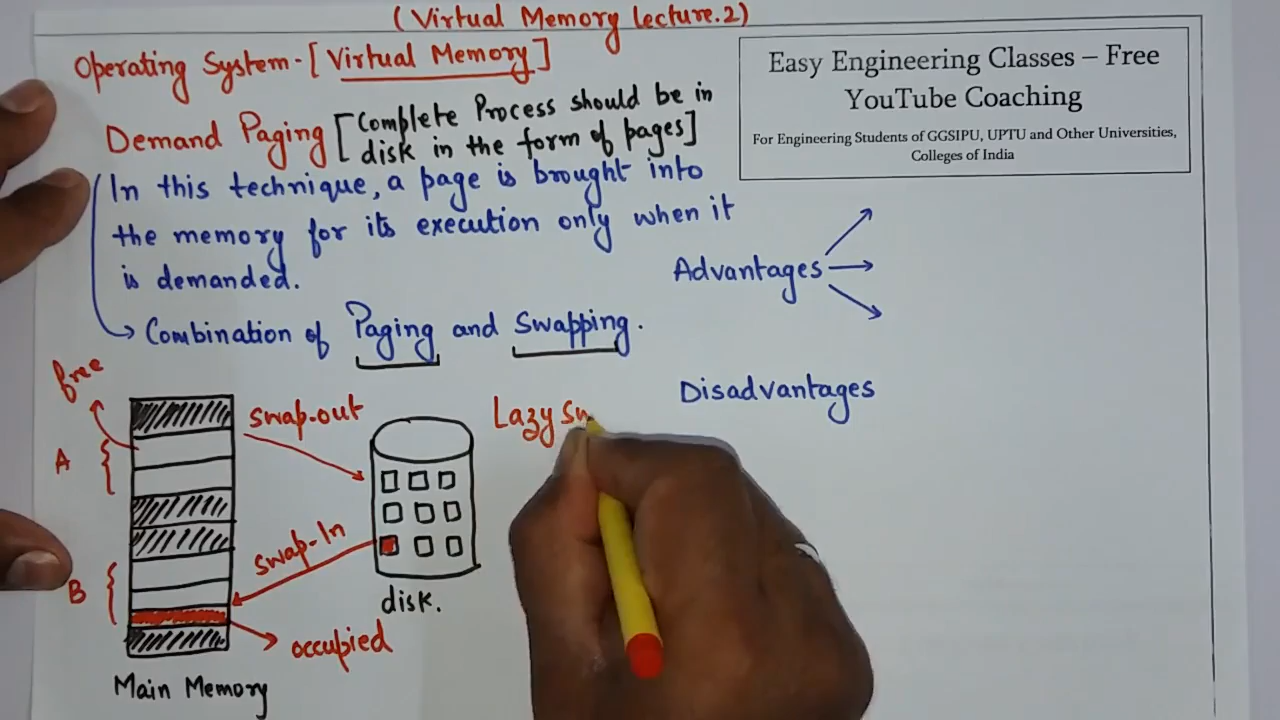 (Virtual Memory lecture.2)
Operating System-[Virtual Memory]
Easy Engineering Classes – Free
YouTube Coaching
For Engineering Students of GGSIPU, UPTU and Other Universities,
Colleges of India
Demand Paging [Complete Process should be in
disk in the form of pages]
In this technique, a page is brought into
the memory for its execution only when it
is demanded.
Combination of Paging and Swapping.
Advantages
Disadvantages
free
A
B
swap-out
swap-In
occupied
Main Memory
disk.
Lazy